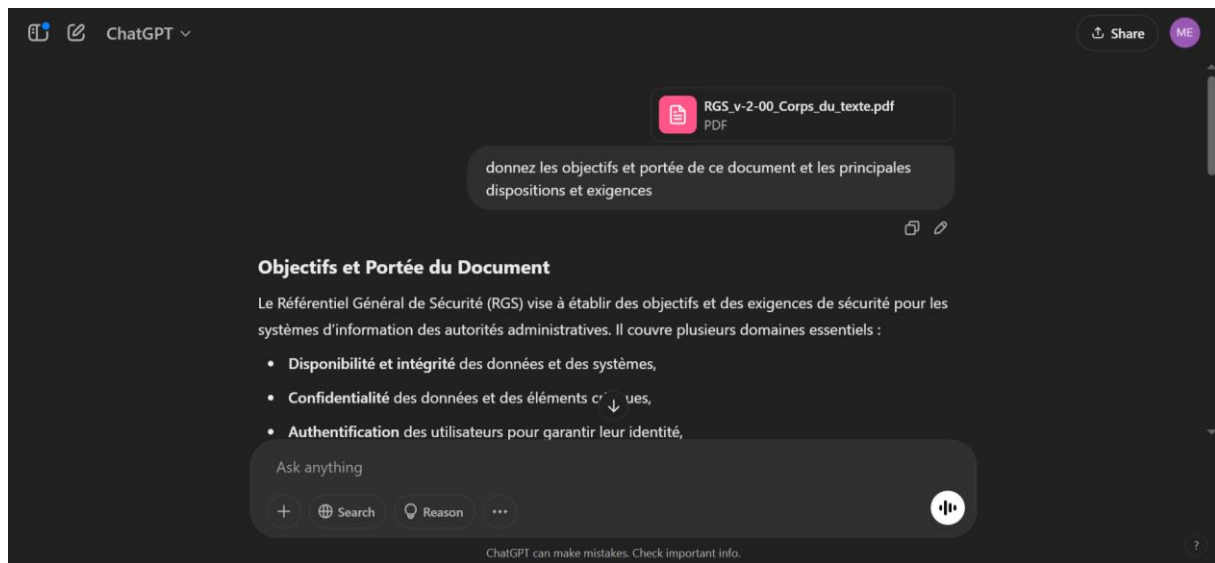 ChatGPT
Share
ME
RGS_v-2-00_Corps_du_texte.pdf
PDF
donnez les objectifs et portée de ce document et les principales
dispositions et exigences
Objectifs et Portée du Document
Le Référentiel Général de Sécurité (RGS) vise à établir des objectifs et des exigences de sécurité pour les
systèmes d'information des autorités administratives. Il couvre plusieurs domaines essentiels :
• Disponibilité et intégrité des données et des systèmes,
• Confidentialité des données et des éléments
• Authentification des utilisateurs pour garantir leur identité,
Ask anything
+ Search Reason ...
ChatGPT can make mistakes. Check important info.
?